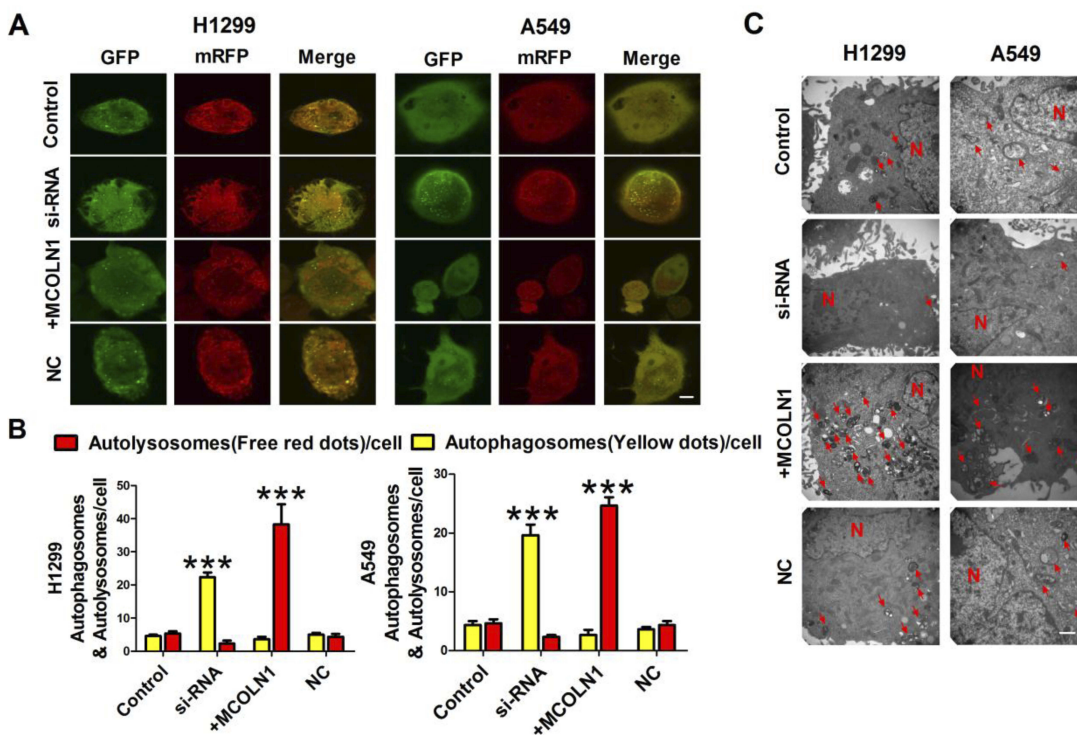 A
H1299
A549
GFP mRFP Merge GFP mRFP Merge
Control
si-RNA
+MCOLN1
NC
B
Autolysosomes(Free red dots)/cell Autophagosomes(Yellow dots)/cell
H1299
Autophagosomes
& Autolysosomes/cell
50
40
30
20
10
0
***
***
Control
si-RNA
+MCOLN1
NC
A549
Autophagosomes
& Autolysosomes/cell
30
20
10
0
***
***
Control
si-RNA
+MCOLN1
NC
C
H1299 A549
Control
N
N
si-RNA
N
N
+MCOLN1
N
N
NC
N
N